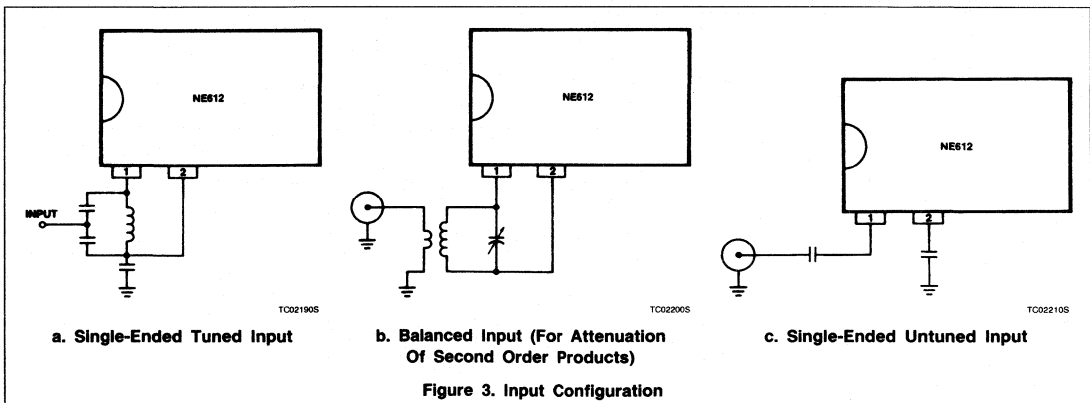 NE612
1
2
INPUT
TC02190S
a. Single-Ended Tuned Input
NE612
1
2
TC02200S
b. Balanced Input (For Attenuation
Of Second Order Products)
NE612
1
2
TC02210S
c. Single-Ended Untuned Input
Figure 3. Input Configuration